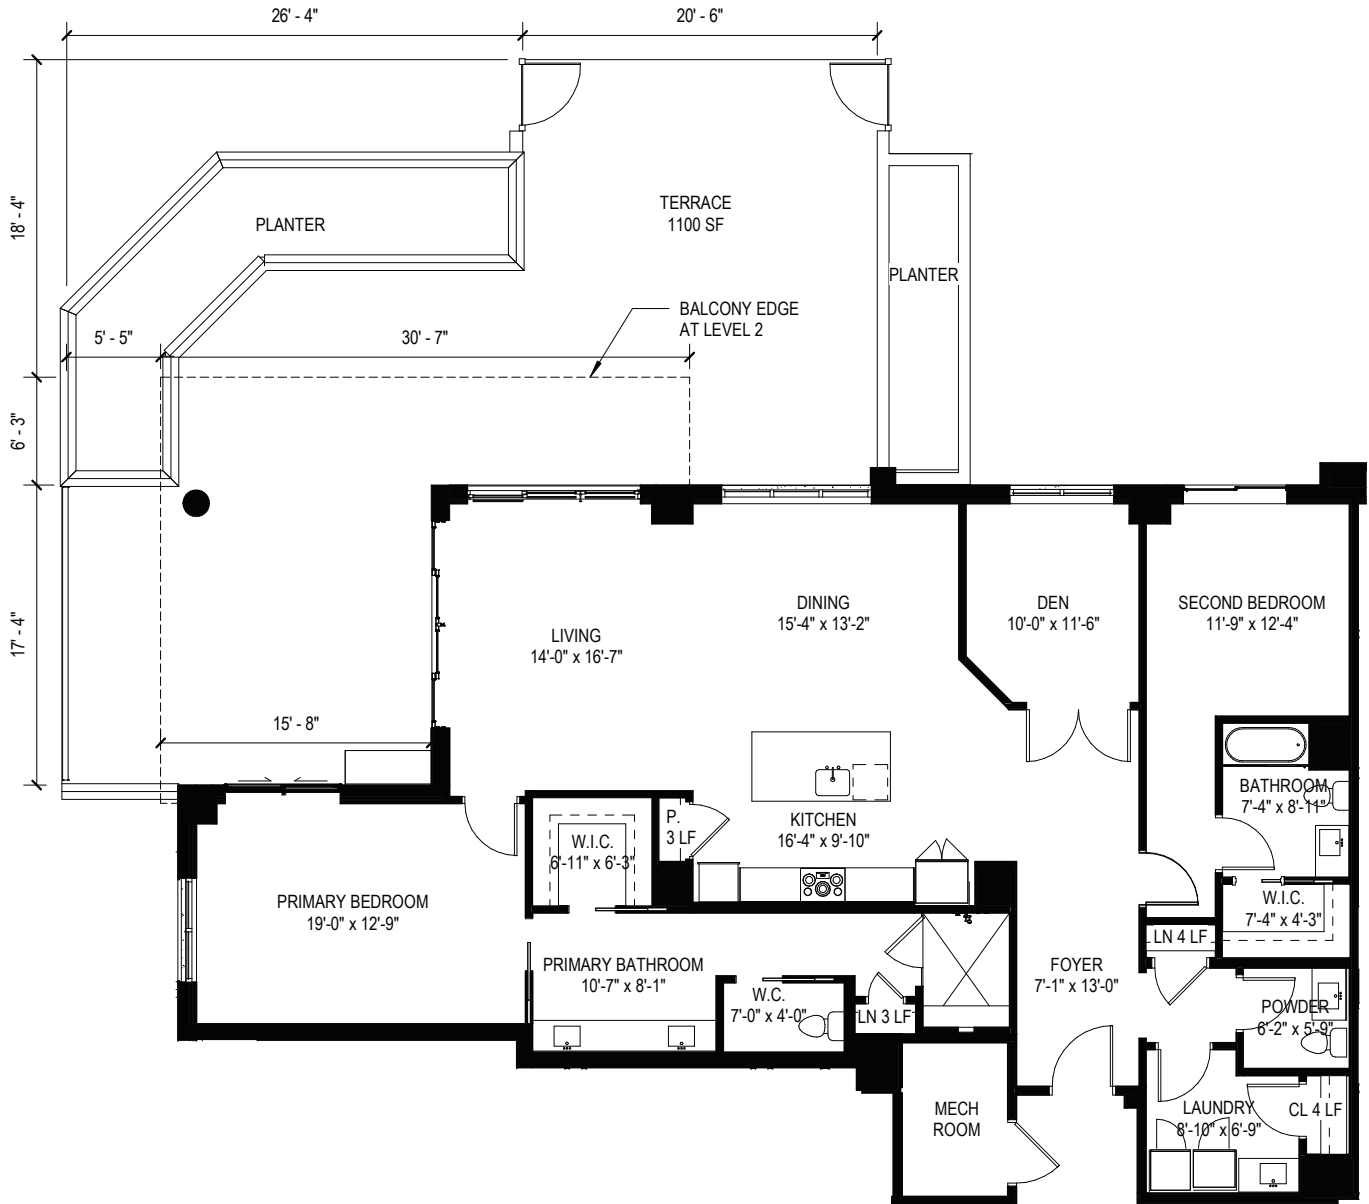 26' - 4"
20' - 6"
18' - 4"
TERRACE
1100 SF
PLANTER
PLANTER
BALCONY EDGE
AT LEVEL 2
5' - 5"
30' - 7"
6' - 3"
17' - 4"
DINING
15'-4" x 13'-2"
DEN
10'-0" x 11'-6"
SECOND BEDROOM
11'-9" x 12'-4"
LIVING
14'-0" x 16'-7"
15' - 8"
BATHROOM
7'-4" x 8'-11"
P.
3 LF
KITCHEN
16'-4" x 9'-10"
W.I.C.
6'-11" x 6'-3"
PRIMARY BEDROOM
19'-0" x 12'-9"
W.I.C.
7'-4" x 4'-3"
LN 4 LF
PRIMARY BATHROOM
10'-7" x 8'-1"
FOYER
7'-1" x 13'-0"
W.C.
7'-0" x 4'-0"
LN 3 LF
POWDER
6'-2" x 5'-9"
MECH
ROOM
LAUNDRY
8'-10" x 6'-9"
CL 4 LF